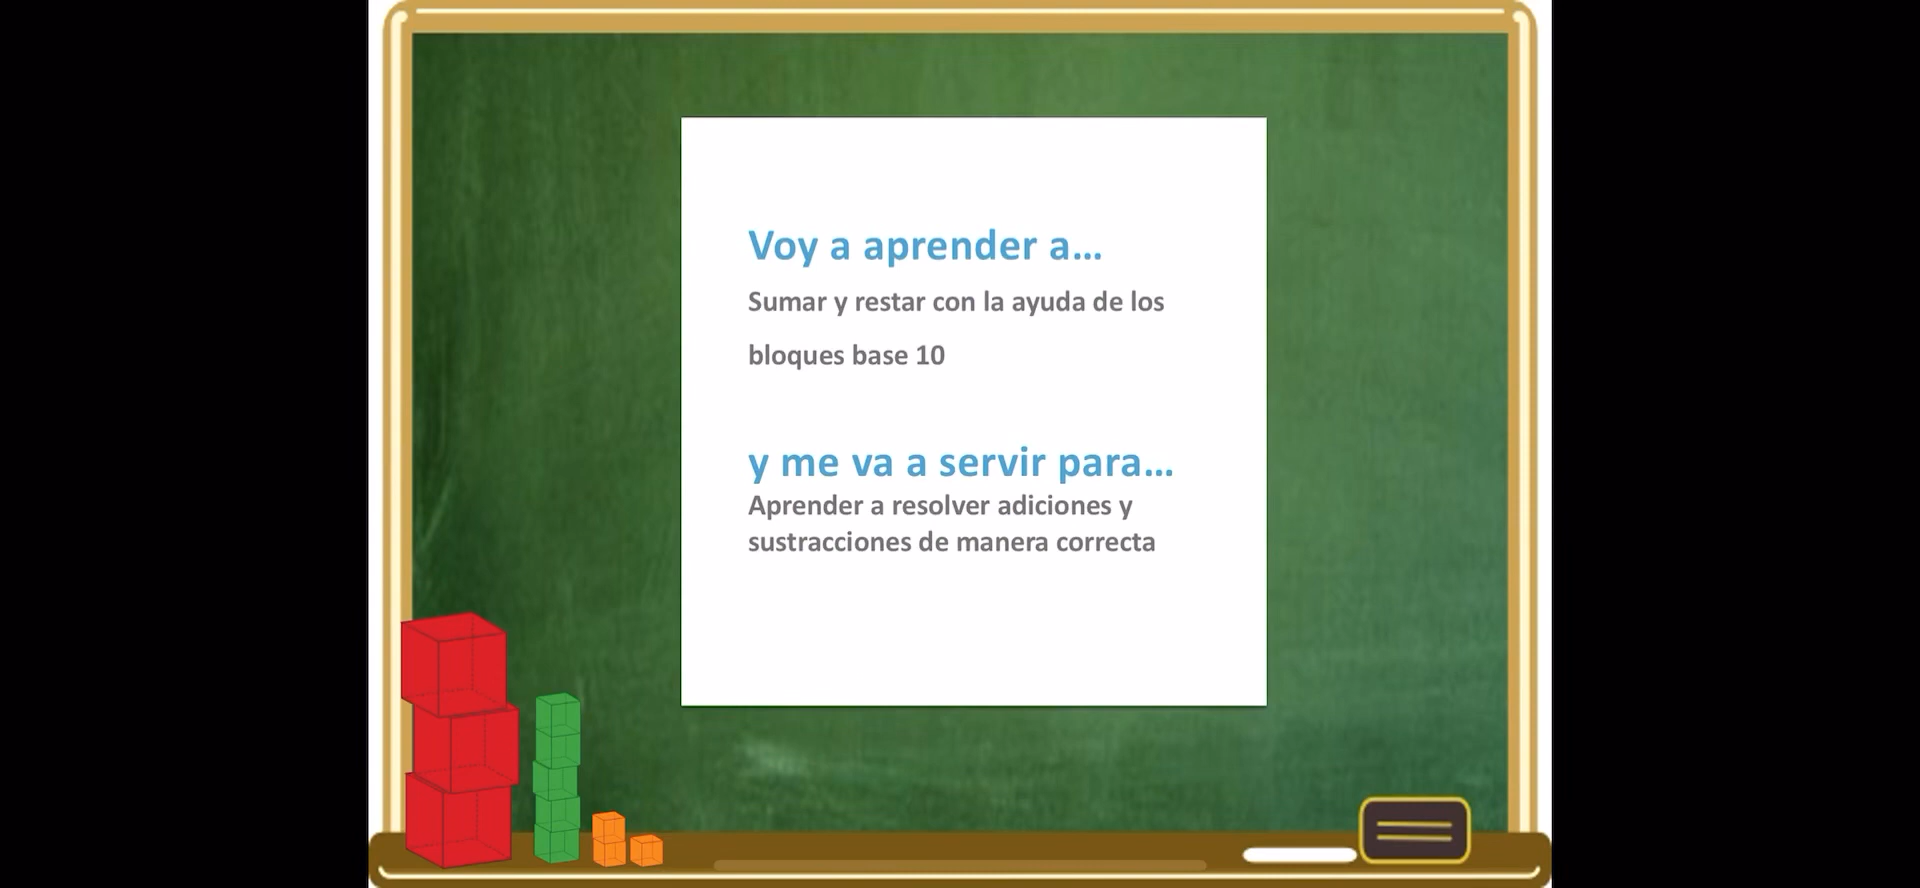 Voy a aprender a...
Sumar y restar con la ayuda de los
bloques base 10
y me va a servir para...
Aprender a resolver adiciones y
sustracciones de manera correcta